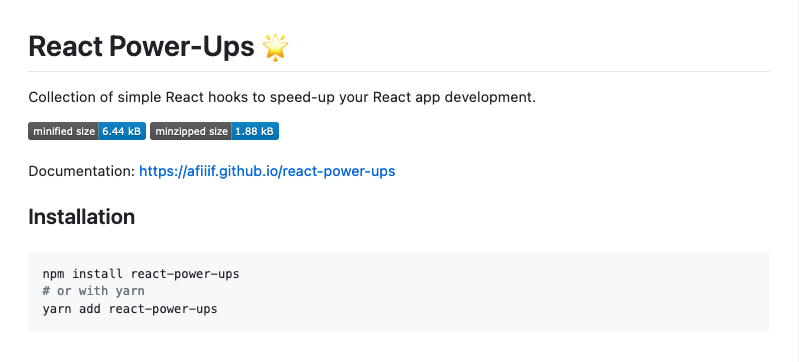 React Power-Ups 🌟
Collection of simple React hooks to speed-up your React app development.
minified size 6.44 kB minzipped size 1.88 kB
Documentation: https://afiiif.github.io/react-power-ups
Installation
npm install react-power-ups
# or with yarn
yarn add react-power-ups